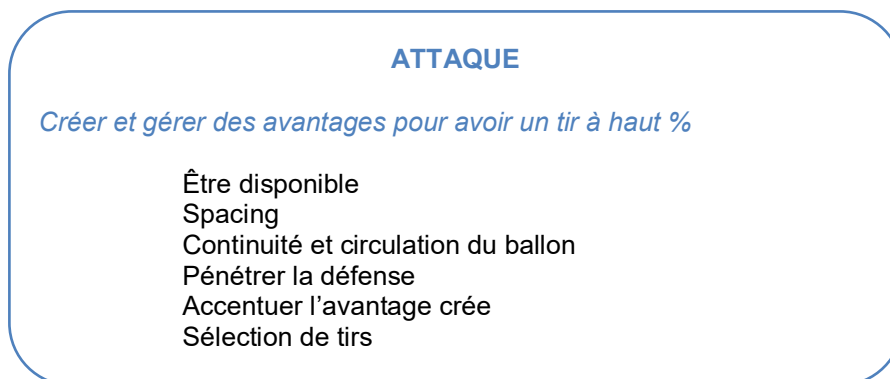 ATTAQUE
Créer et gérer des avantages pour avoir un tir à haut %
Être disponible
Spacing
Continuité et circulation du ballon
Pénétrer la défense
Accentuer l’avantage crée
Sélection de tirs